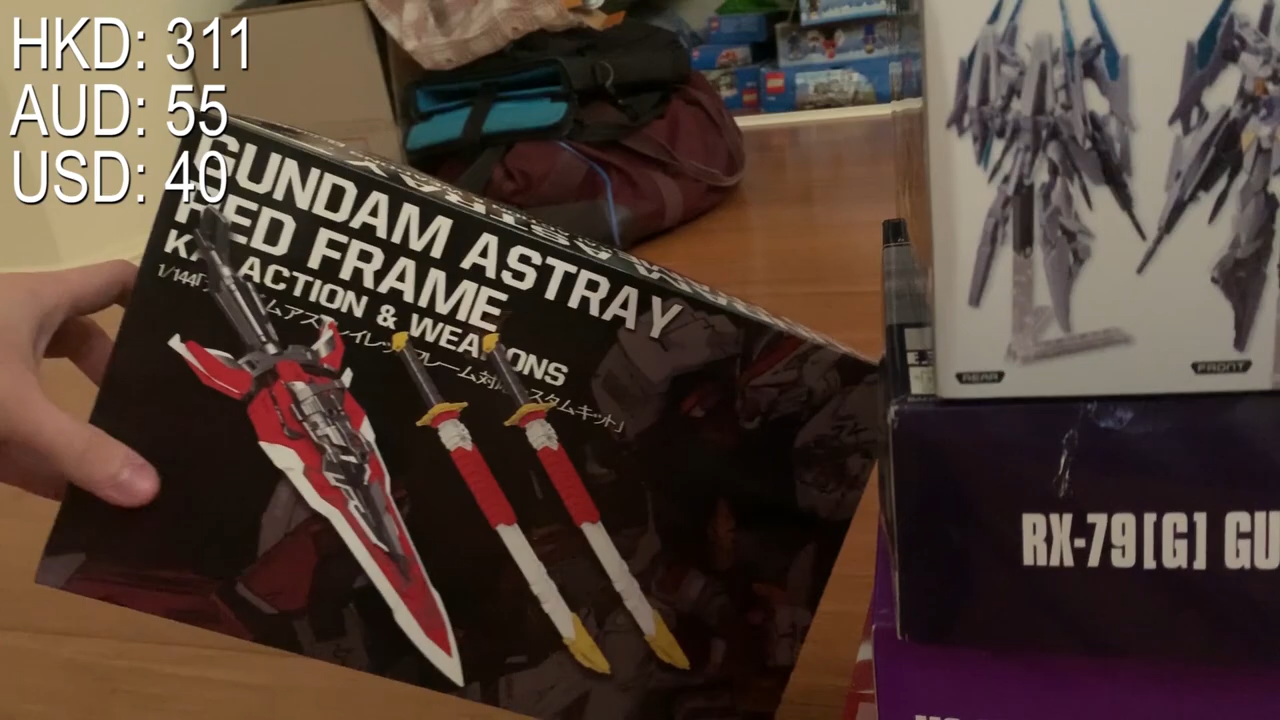 HKD: 311
AUD: 55
USD: 40
GUNDAM ASTRAY
RED FRAME
ACTION & WEAPONS
1/144
REAR
FRONT
RX-79[G] GU